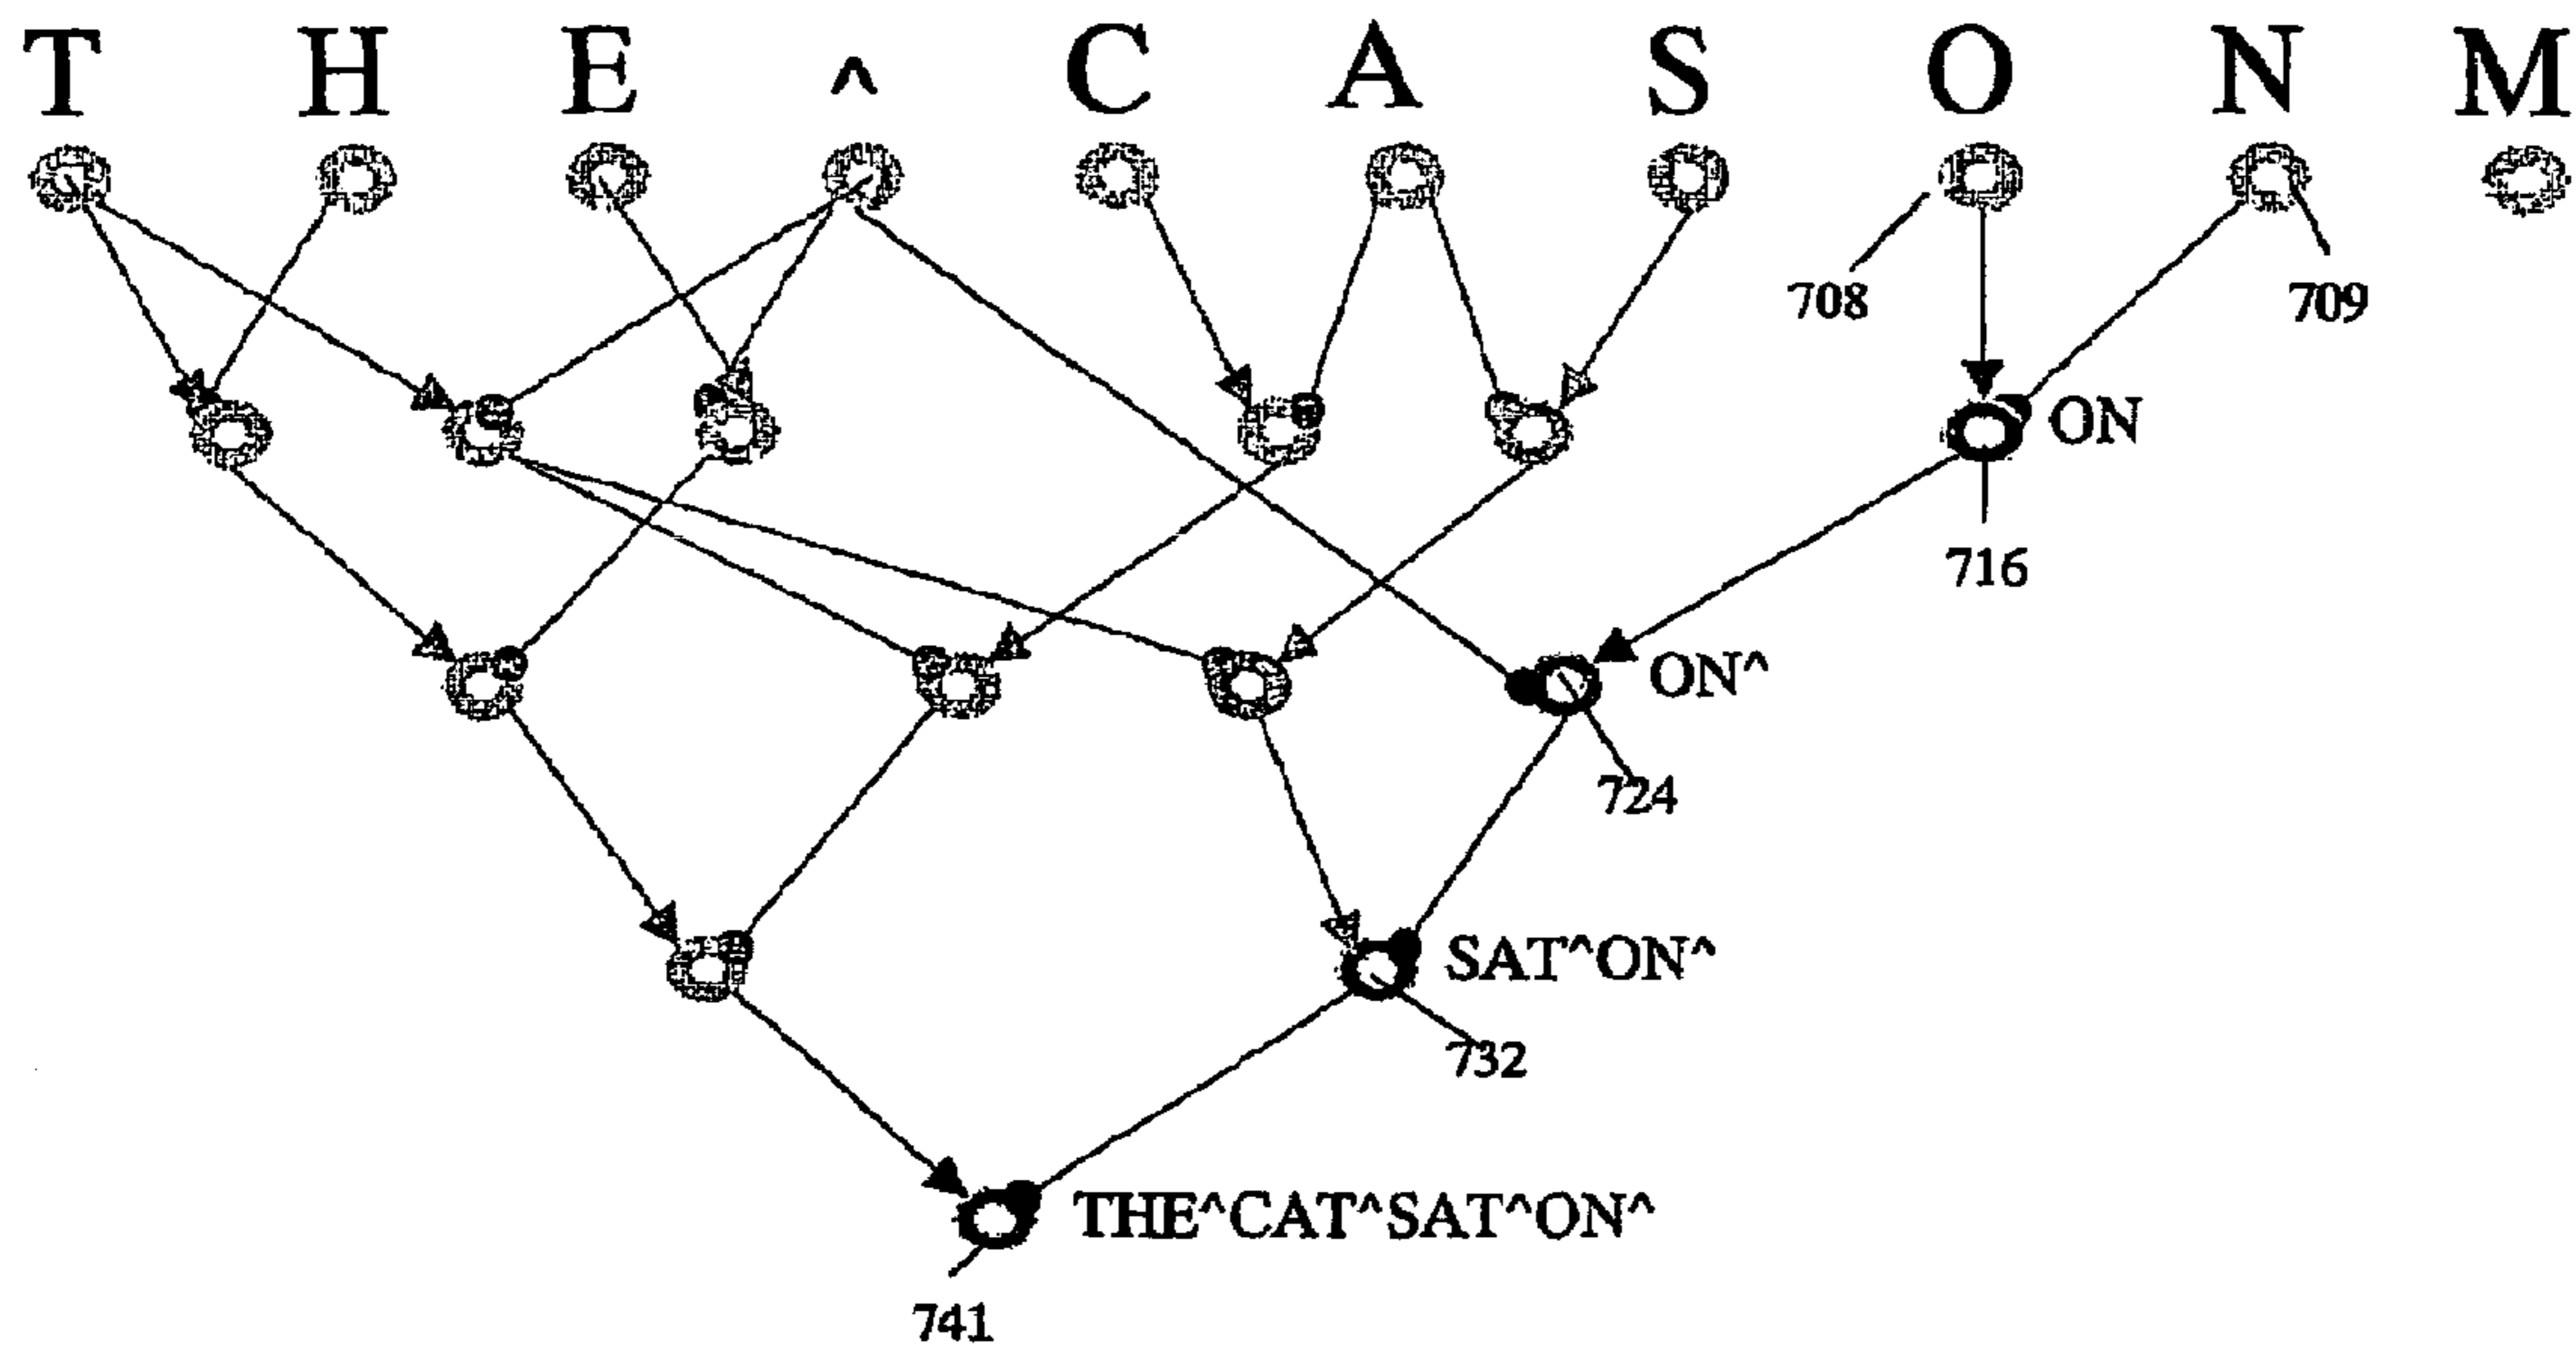 T H E ^ C A S O N M
708 709
ON
716
ON^
724
SAT^ON^
732
THE^CAT^SAT^ON^
741